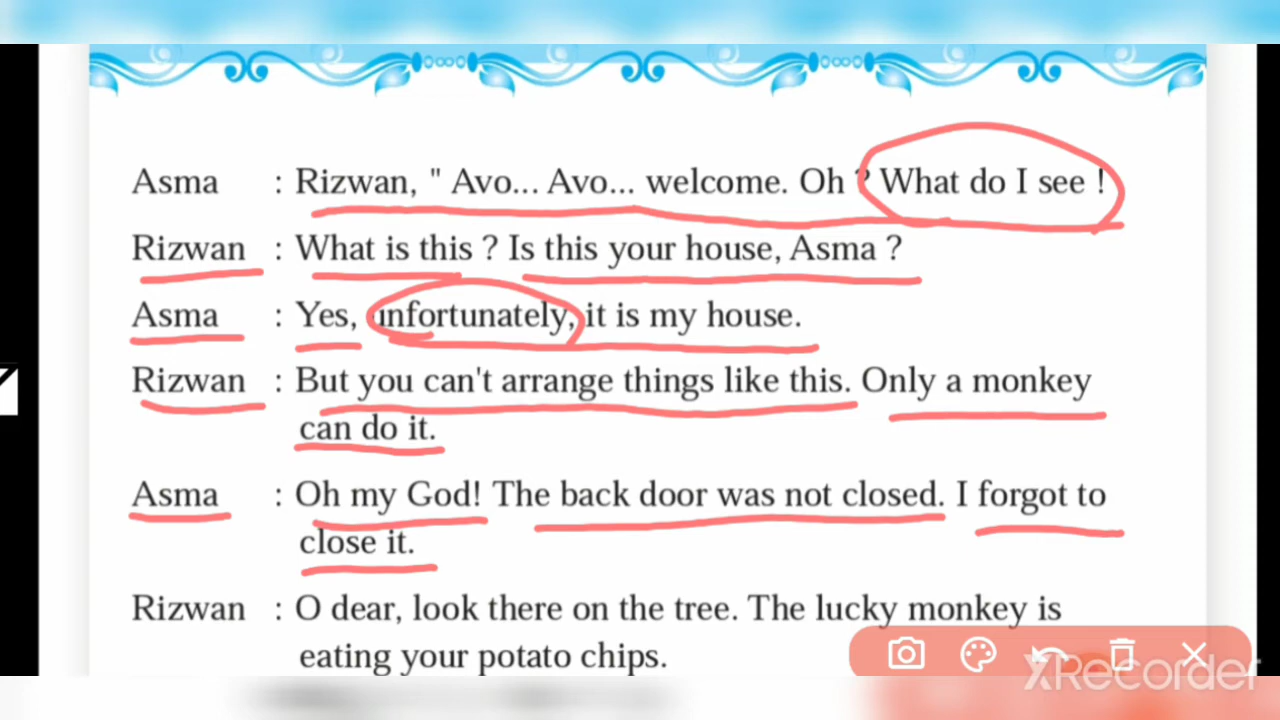 Asma : Rizwan, " Avo... Avo... welcome. Oh ? What do I see !
Rizwan : What is this ? Is this your house, Asma ?
Asma : Yes, unfortunately, it is my house.
Rizwan : But you can't arrange things like this. Only a monkey
can do it.
Asma : Oh my God! The back door was not closed. I forgot to
close it.
Rizwan : O dear, look there on the tree. The lucky monkey is
eating your potato chips.
XRecorder